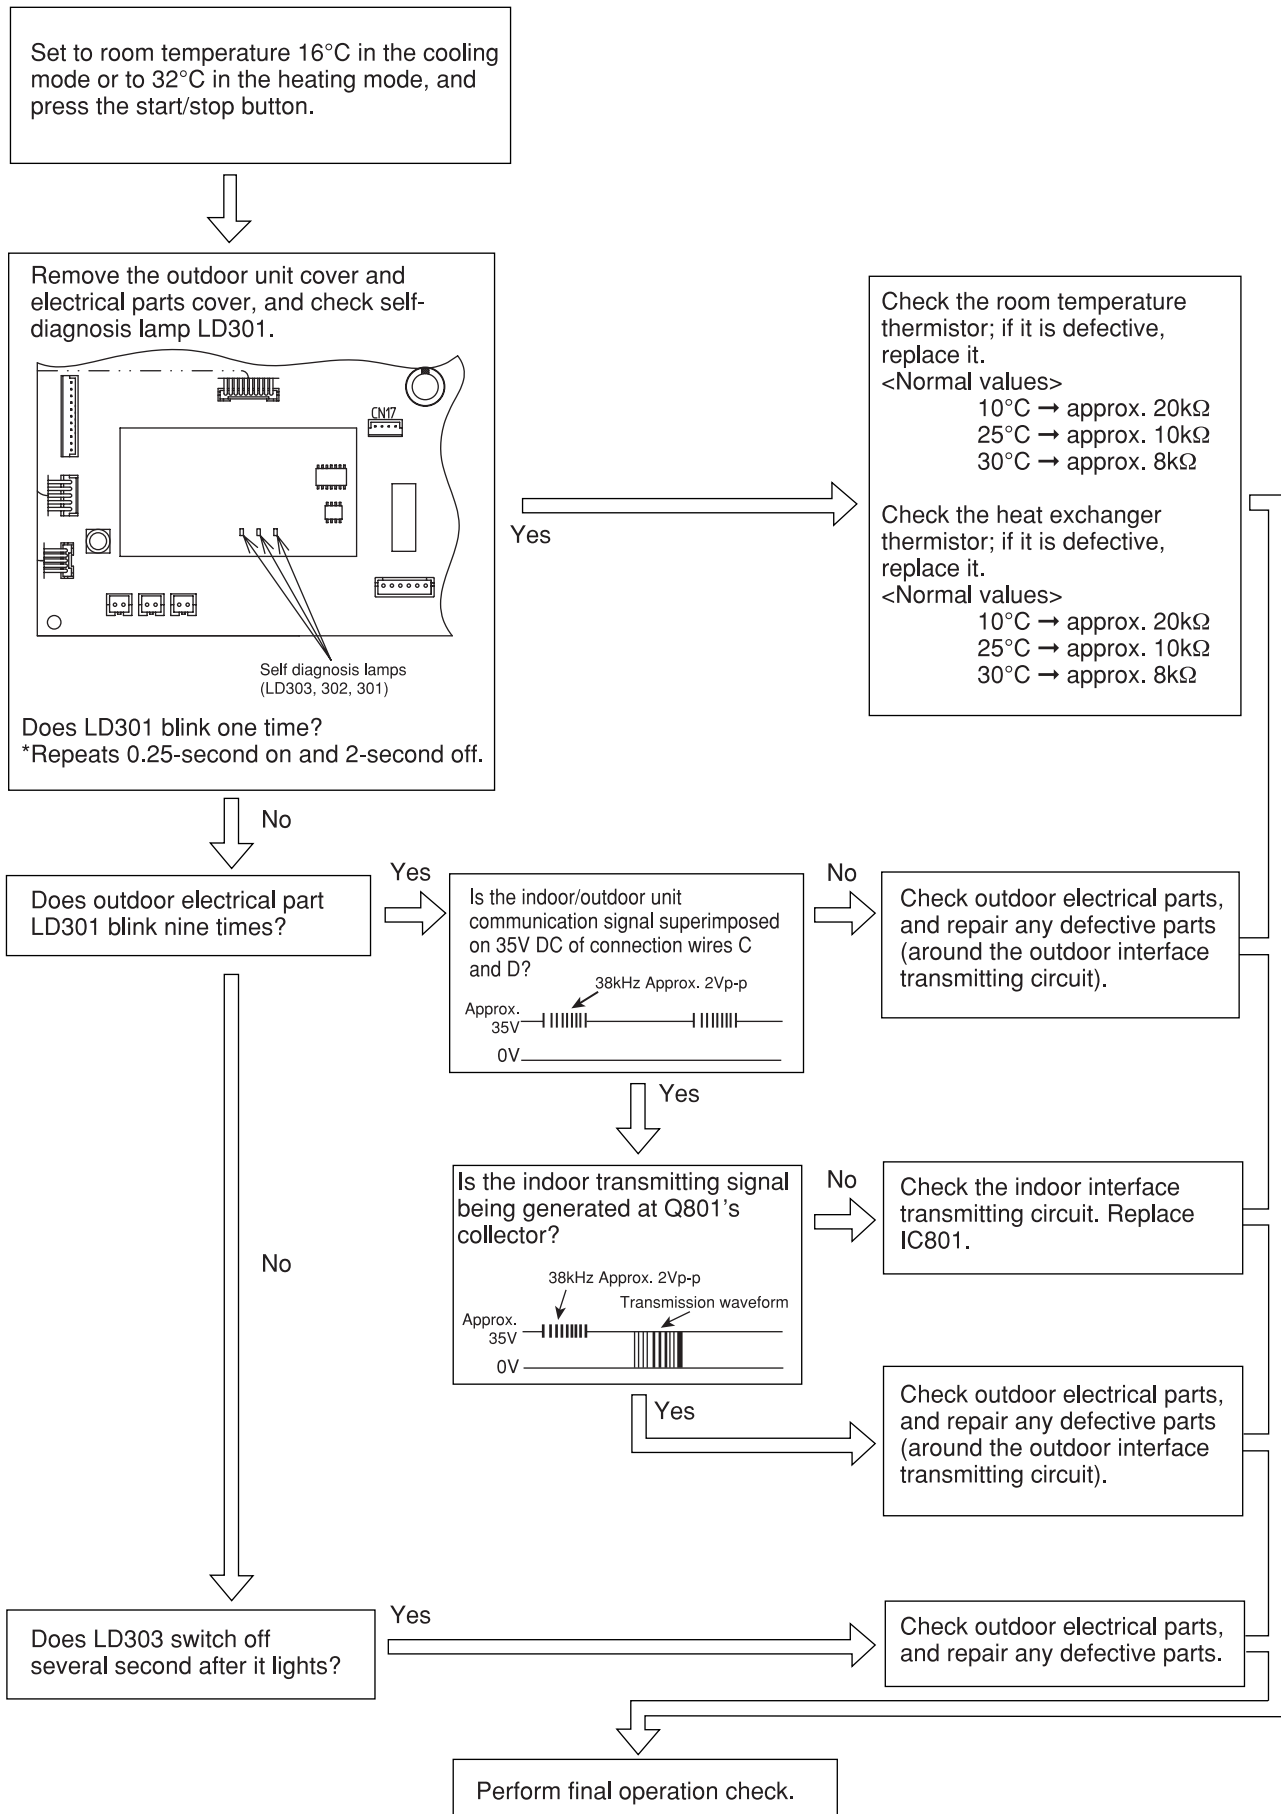 Set to room temperature 16°C in the cooling
mode or to 32°C in the heating mode, and
press the start/stop button.
Remove the outdoor unit cover and
electrical parts cover, and check self-
diagnosis lamp LD301.
CN17
Self diagnosis lamps
(LD303, 302, 301)
Does LD301 blink one time?
*Repeats 0.25-second on and 2-second off.
Yes
Check the room temperature
thermistor; if it is defective,
replace it.
<Normal values>
10°C → approx. 20kΩ
25°C → approx. 10kΩ
30°C → approx. 8kΩ
Check the heat exchanger
thermistor; if it is defective,
replace it.
<Normal values>
10°C → approx. 20kΩ
25°C → approx. 10kΩ
30°C → approx. 8kΩ
No
Does outdoor electrical part
LD301 blink nine times?
Yes
Is the indoor/outdoor unit
communication signal superimposed
on 35V DC of connection wires C
and D?
38kHz Approx. 2Vp-p
Approx.
35V
0V
No
Check outdoor electrical parts,
and repair any defective parts
(around the outdoor interface
transmitting circuit).
Yes
Is the indoor transmitting signal
being generated at Q801's
collector?
38kHz Approx. 2Vp-p
Transmission waveform
Approx.
35V
0V
No
Check the indoor interface
transmitting circuit. Replace
IC801.
Yes
Check outdoor electrical parts,
and repair any defective parts
(around the outdoor interface
transmitting circuit).
No
Does LD303 switch off
several second after it lights?
Yes
Check outdoor electrical parts,
and repair any defective parts.
Perform final operation check.